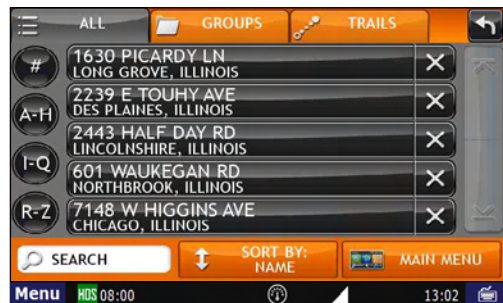 ALL
GROUPS
TRAILS
#
1630 PICARDY LN
LONG GROVE, ILLINOIS
A-H
2239 E TOUHY AVE
DES PLAINES, ILLINOIS
2443 HALF DAY RD
LINCOLNSHIRE, ILLINOIS
I-Q
601 WAUKEGAN RD
NORTHBROOK, ILLINOIS
R-Z
7148 W HIGGINS AVE
CHICAGO, ILLINOIS
SEARCH
SORT BY:
NAME
MAIN MENU
Menu HOS 08:00 13:02